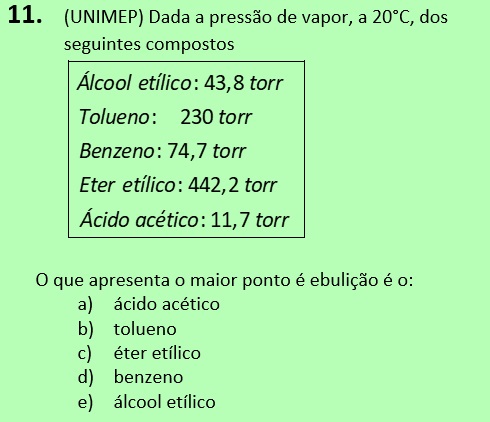 11. (UNIMEP) Dada a pressão de vapor, a 20°C, dos
seguintes compostos
Álcool etílico: 43,8 torr
Tolueno: 230 torr
Benzeno: 74,7 torr
Eter etílico: 442,2 torr
Ácido acético: 11,7 torr
O que apresenta o maior ponto é ebulição é o:
a) ácido acético
b) tolueno
c) éter etílico
d) benzeno
e) álcool etílico